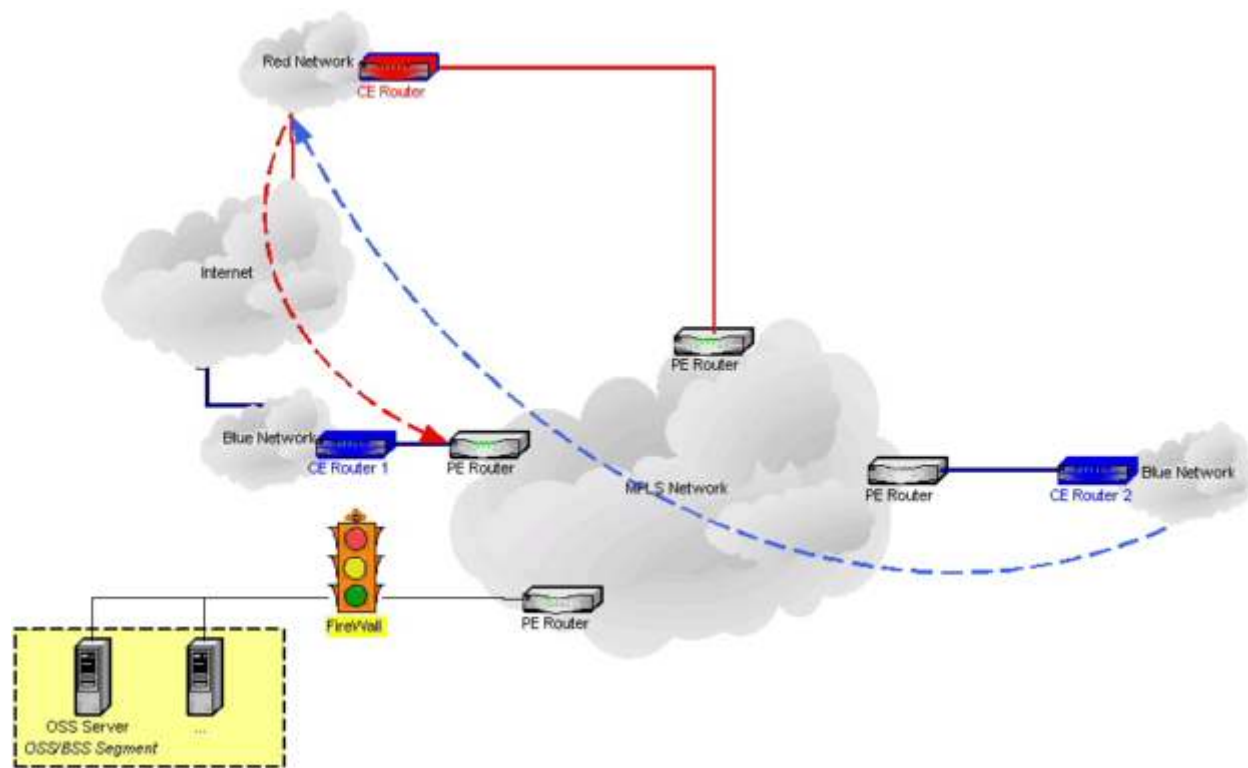 Red Network
CE Router
Internet
PE Router
Blue Network
CE Router 1
PE Router
MPLS Network
PE Router
CE Router 2
Blue Network
FireWall
PE Router
OSS Server
...
OSS/BSS Segment